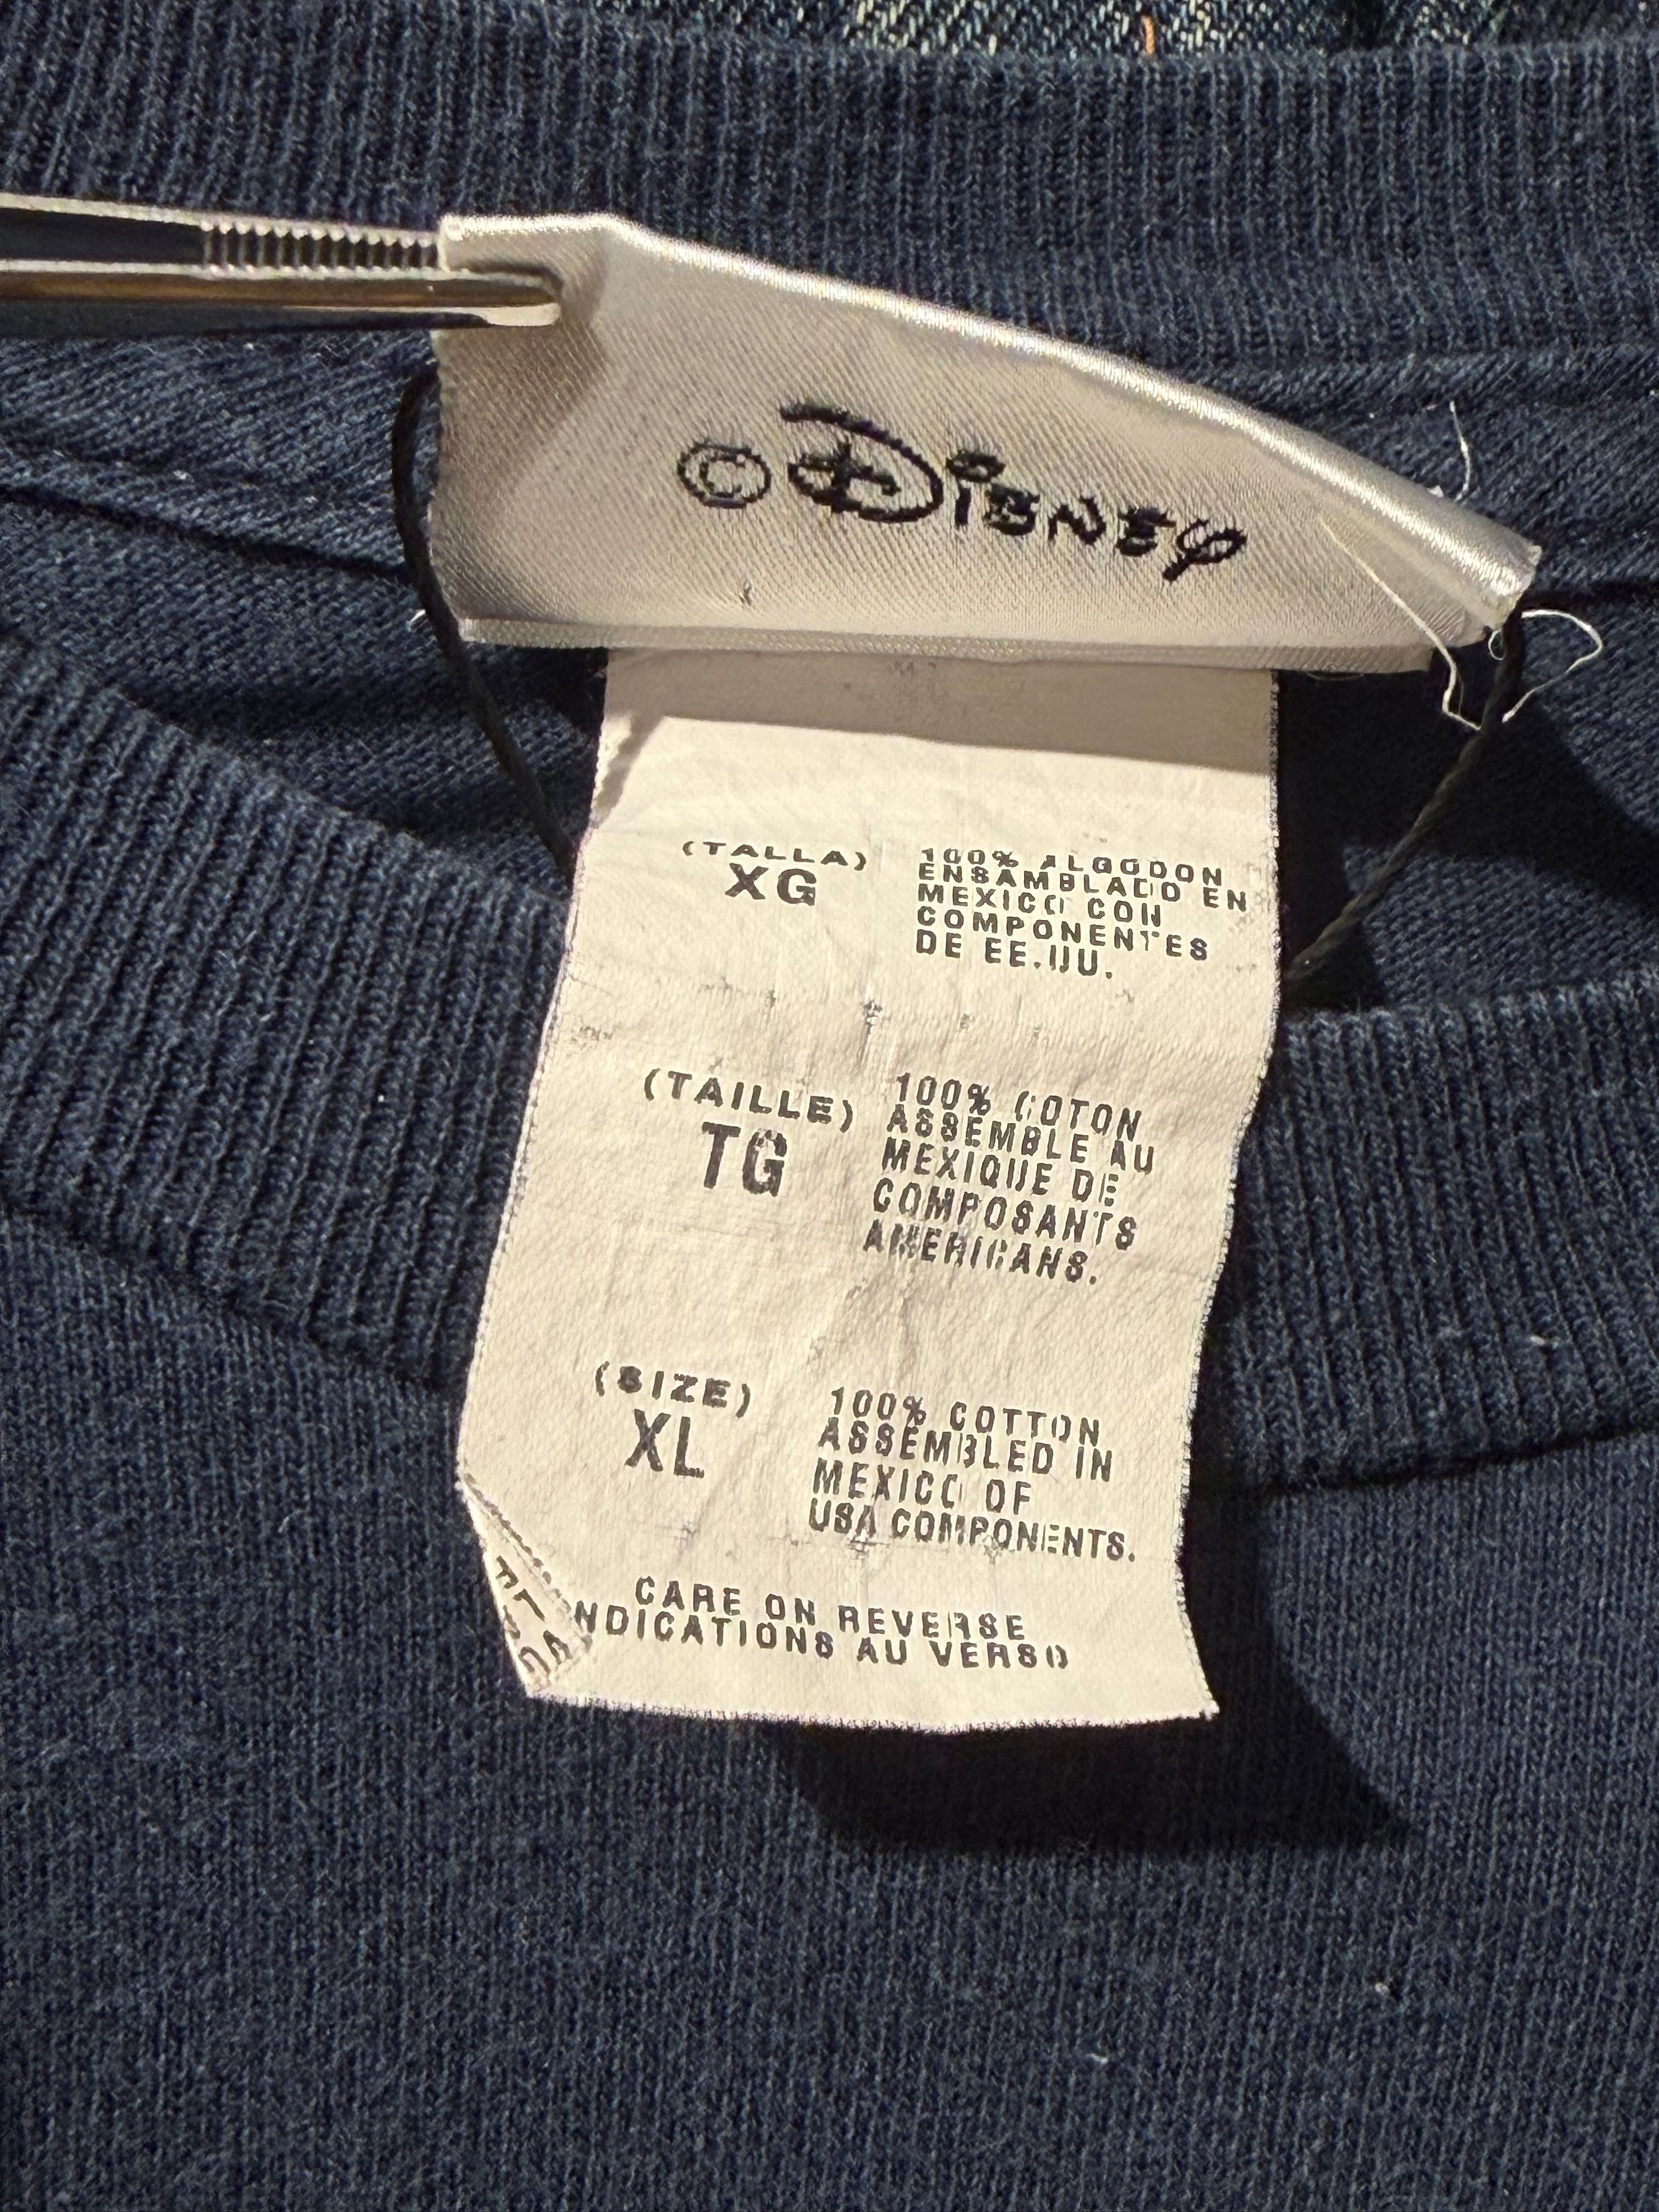 © Disney
(TALLA)
XG
100% ALGODON
ENSAMBLADO EN
MEXICO CON
COMPONENTES
DE EE.UU.
(TAILLE)
TG
100% COTON
ASSEMBLE AU
MEXIQUE DE
COMPOSANTS
AMERICANS.
(SIZE)
XL
100% COTTON
ASSEMBLED IN
MEXICO OF
USA COMPONENTS.
CARE ON REVERSE
NDICATIONS AU VERSO